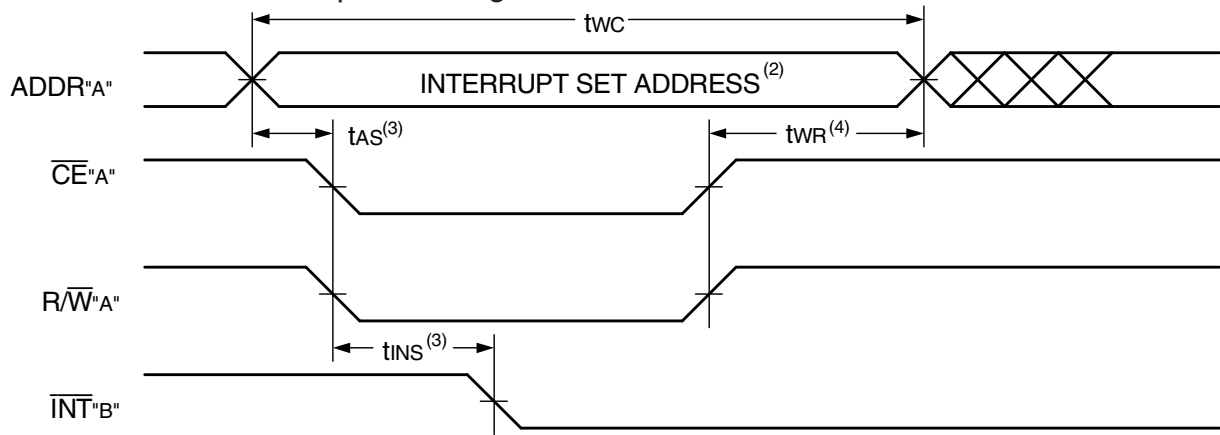 tWC
ADDR"A"
INTERRUPT SET ADDRESS(2)
tAS(3)
tWR(4)
CE"A"
R/W"A"
tINS(3)
INT"B"